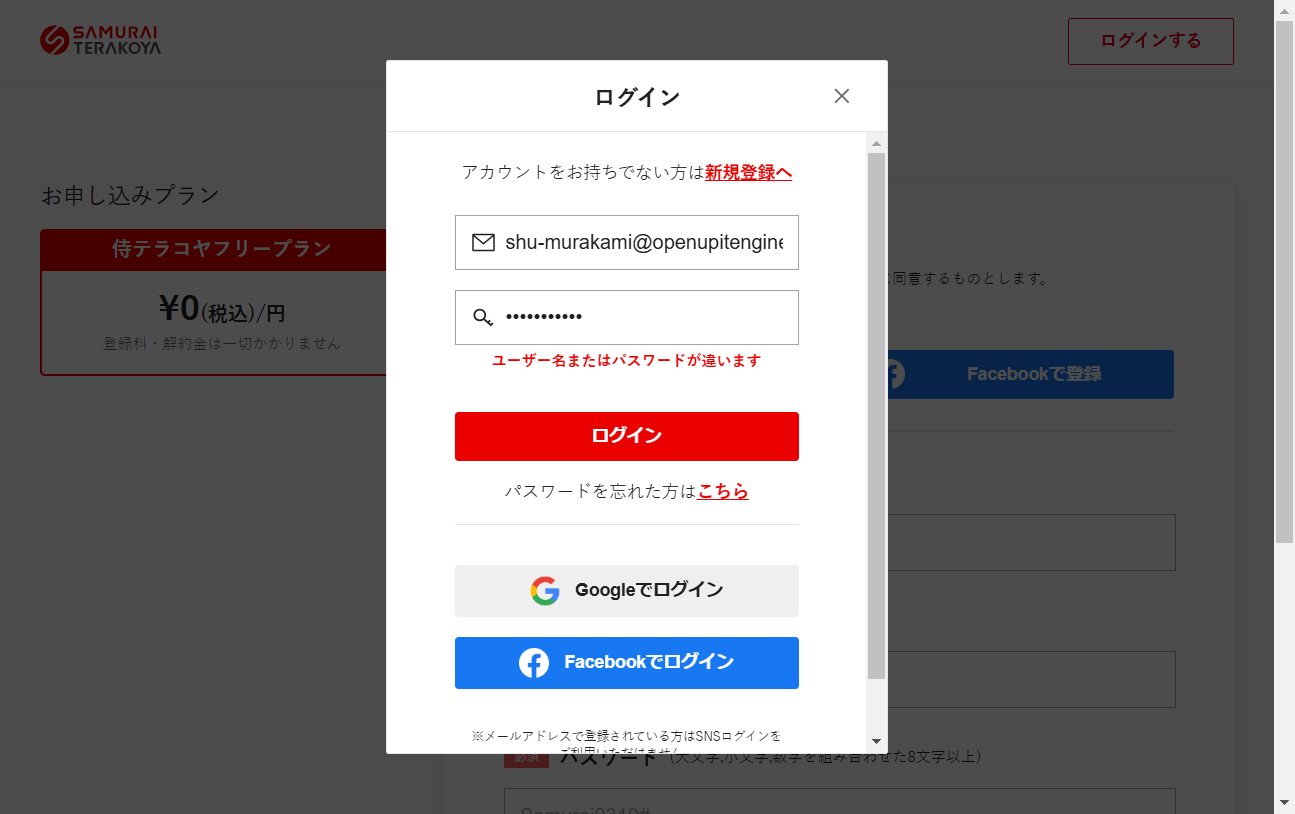 SAMURAI
TERAKOYA
ログインする
お申し込みプラン
侍テラコヤフリープラン
¥0(税込)/円
登録料・解約金は一切かかりません
ログイン
アカウントをお持ちでない方は新規登録へ
shu-murakami@openupitengine
•••••••••••
ユーザー名またはパスワードが違います
ログイン
パスワードを忘れた方はこちら
Googleでログイン
Facebookでログイン
※メールアドレスで登録されている方はSNSログインを
ご利用いただけません
同意するものとします。
Facebookで登録
必須 パスワード (大文字,小文字,数字を組み合わせた8文字以上)